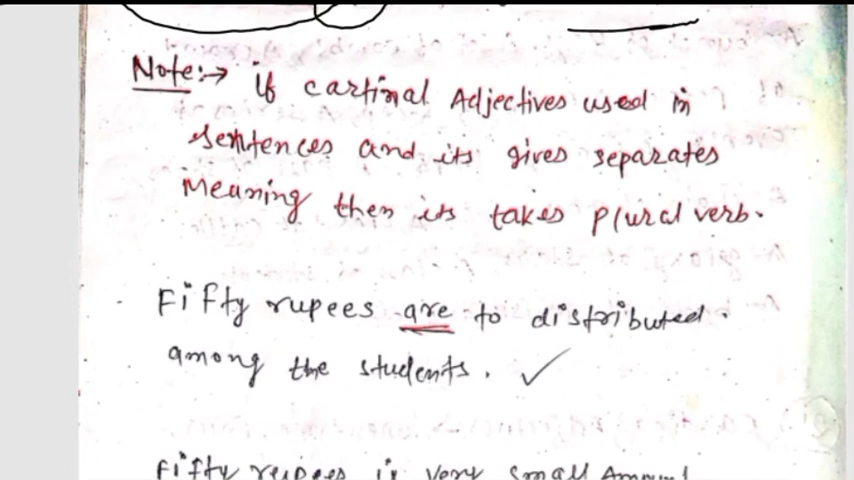 Note:→ if cartinal Adjectives used in
sentences and its gives separates
Meaning then its takes plural verb.
Fifty rupees are to distributed.
among the students. ✓
Fifty rupees is very small Amount